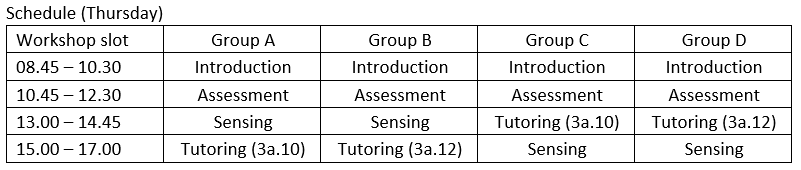 Schedule (Thursday)
Workshop slot Group A Group B Group C Group D
08.45 – 10.30 Introduction Introduction Introduction Introduction
10.45 – 12.30 Assessment Assessment Assessment Assessment
13.00 – 14.45 Sensing Sensing Tutoring (3a.10) Tutoring (3a.12)
15.00 – 17.00 Tutoring (3a.10) Tutoring (3a.12) Sensing Sensing